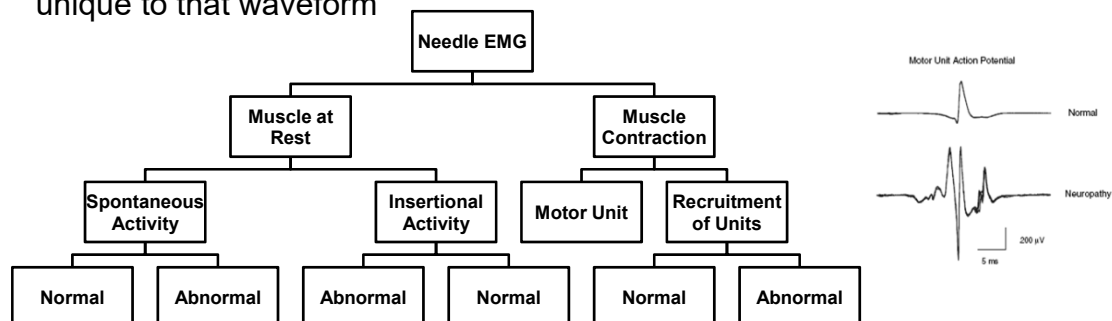 unique to that waveform
Needle EMG
Muscle at
Rest
Muscle
Contraction
Spontaneous
Activity
Insertional
Activity
Motor Unit
Recruitment
of Units
Normal
Abnormal
Abnormal
Normal
Normal
Abnormal
Motor Unit Action Potential
Normal
Neuropathy
200 µV
5 ms